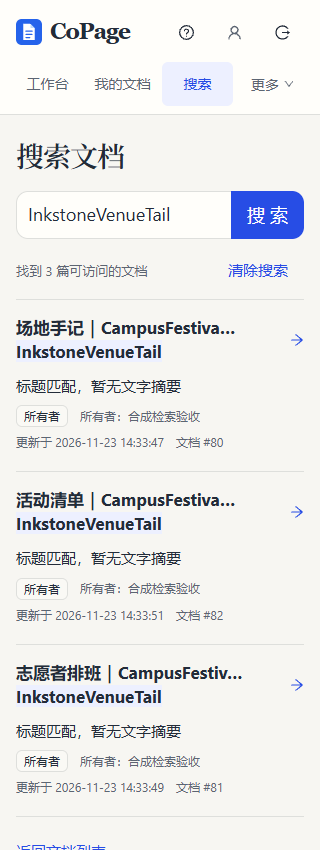 CoPage
工作台 我的文档 搜索 更多
搜索文档
InkstoneVenueTail 搜索
找到 3 篇可访问的文档 清除搜索
场地手记｜CampusFestiva...
InkstoneVenueTail
标题匹配，暂无文字摘要
所有者 所有者：合成检索验收
更新于 2026-11-23 14:33:47 文档 #80
活动清单｜CampusFestiva...
InkstoneVenueTail
标题匹配，暂无文字摘要
所有者 所有者：合成检索验收
更新于 2026-11-23 14:33:51 文档 #82
志愿者排班｜CampusFestiv...
InkstoneVenueTail
标题匹配，暂无文字摘要
所有者 所有者：合成检索验收
更新于 2026-11-23 14:33:49 文档 #81
返回文档列表